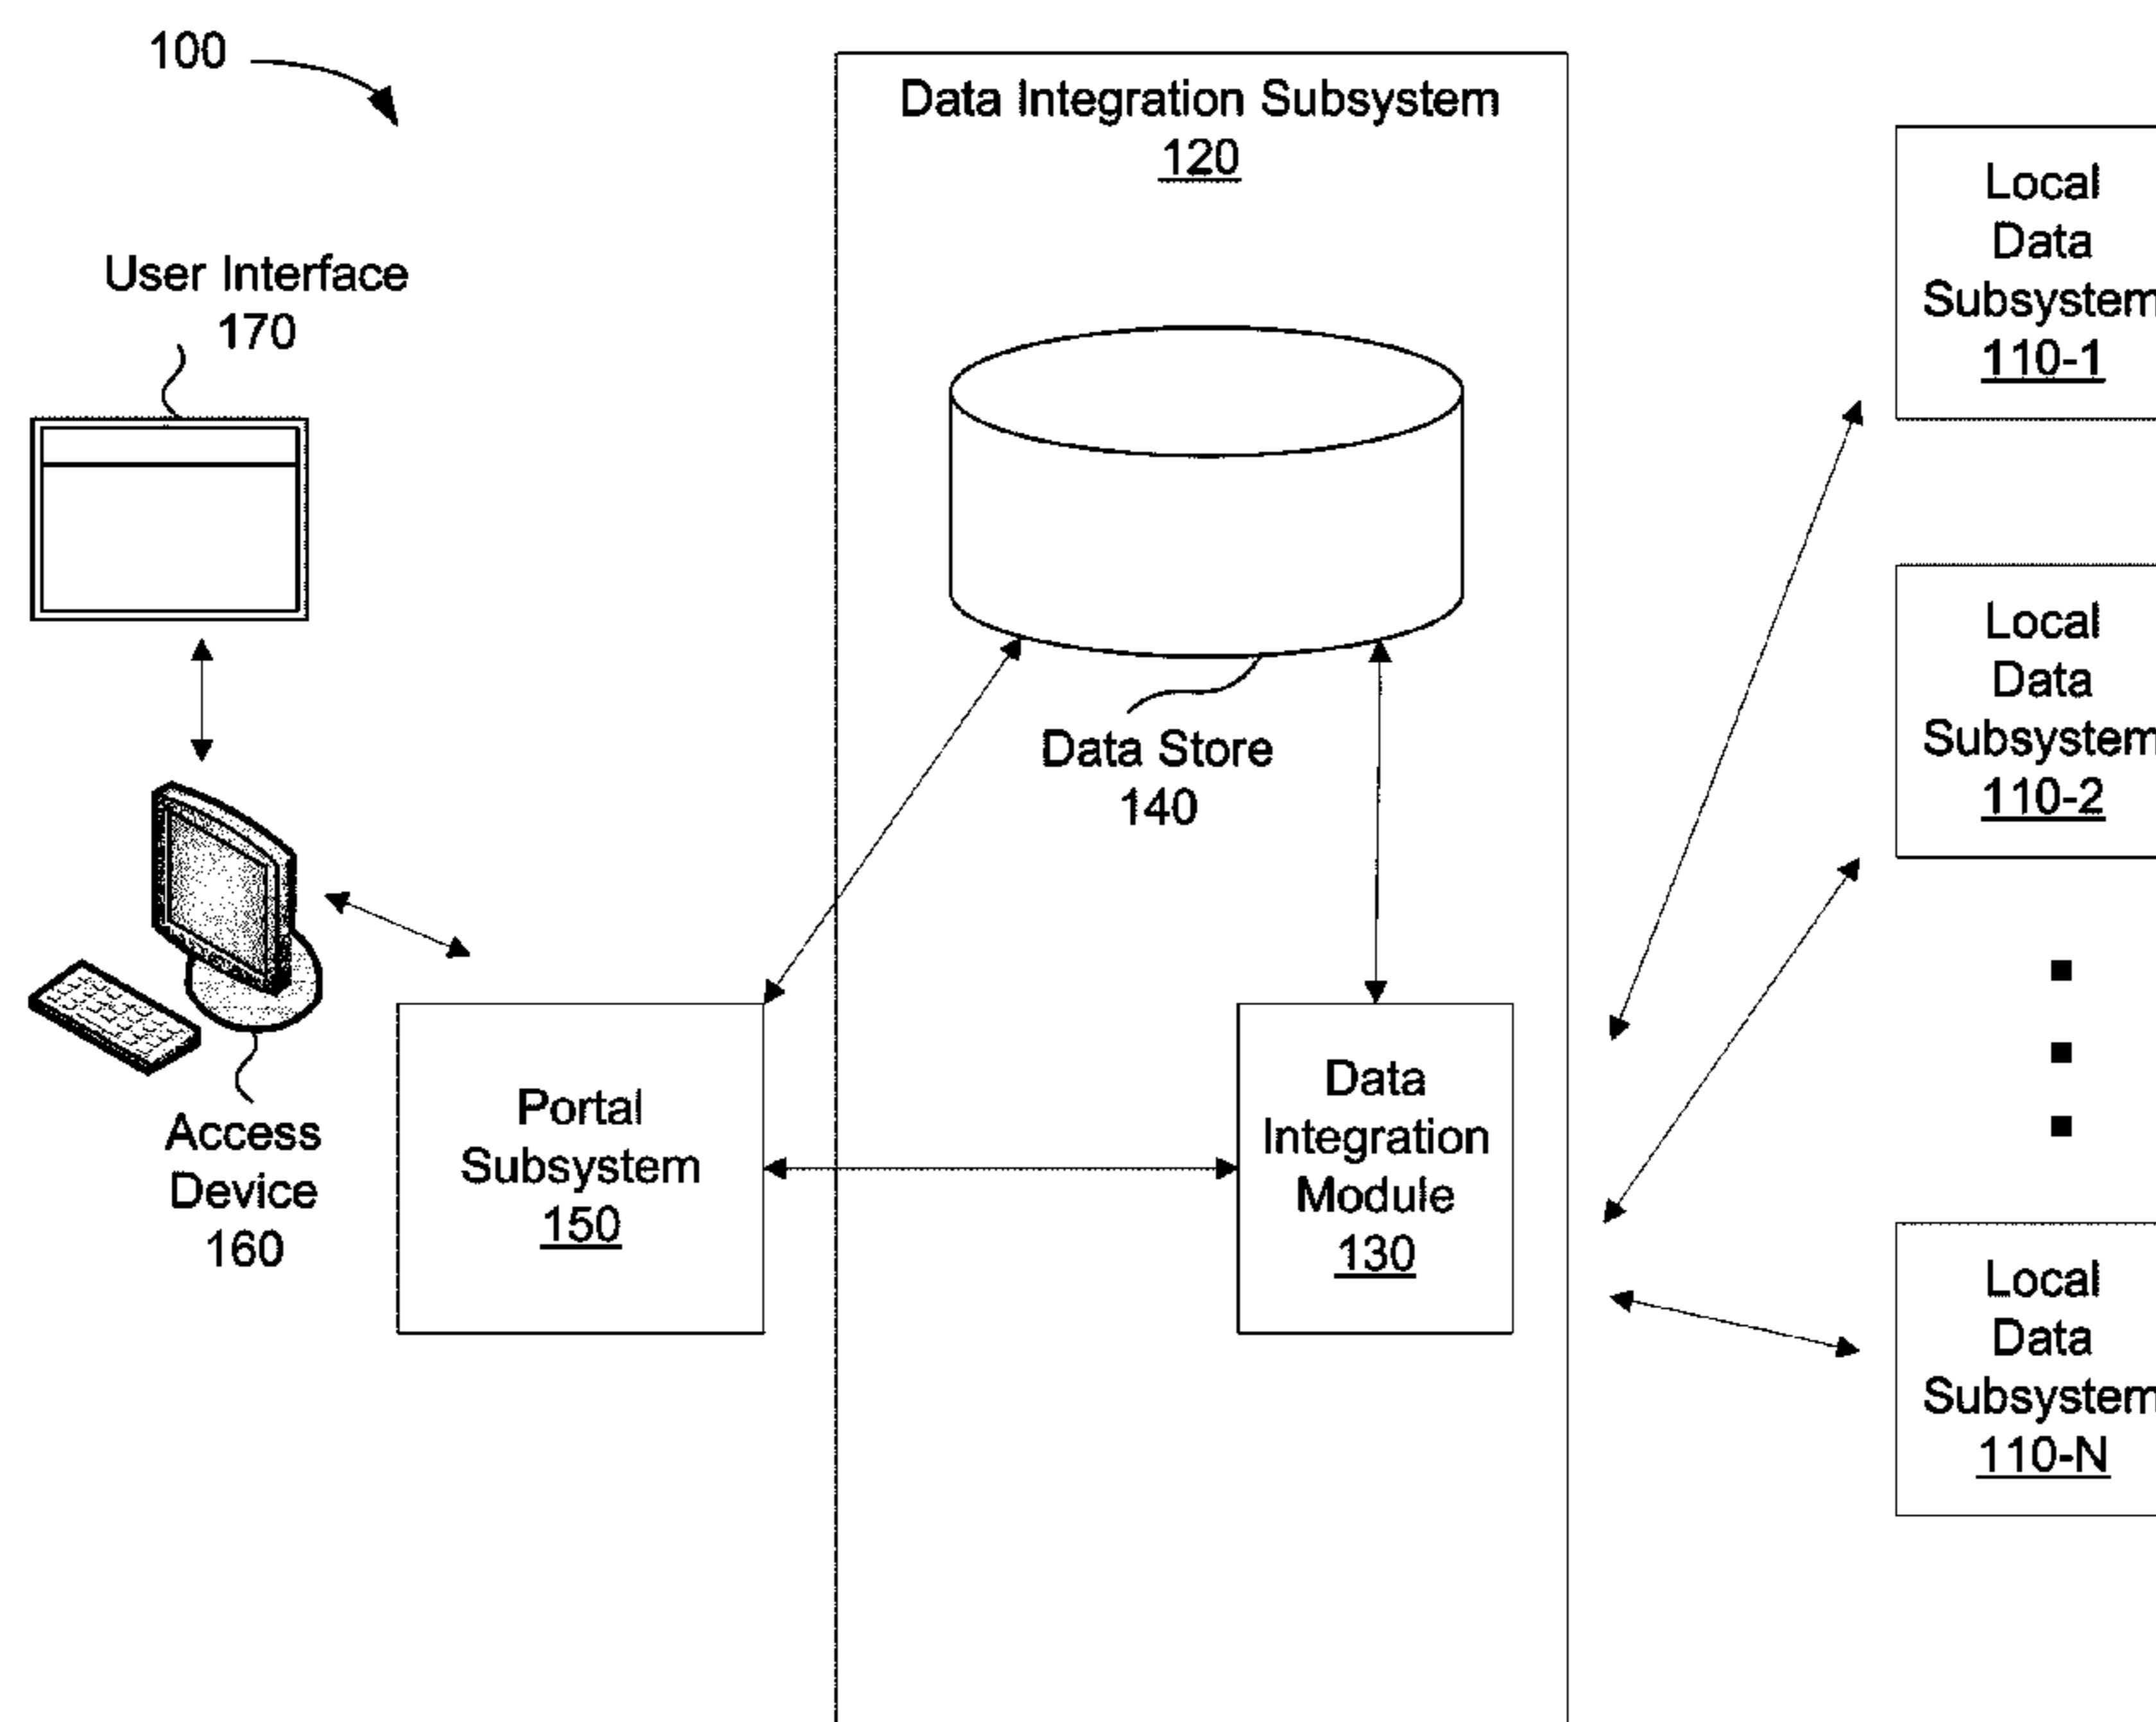 100
User Interface
170
Access
Device
160
Portal
Subsystem
150
Data Integration Subsystem
120
Data Store
140
Data
Integration
Module
130
Local
Data
Subsystem
110-1
Local
Data
Subsystem
110-2
Local
Data
Subsystem
110-N